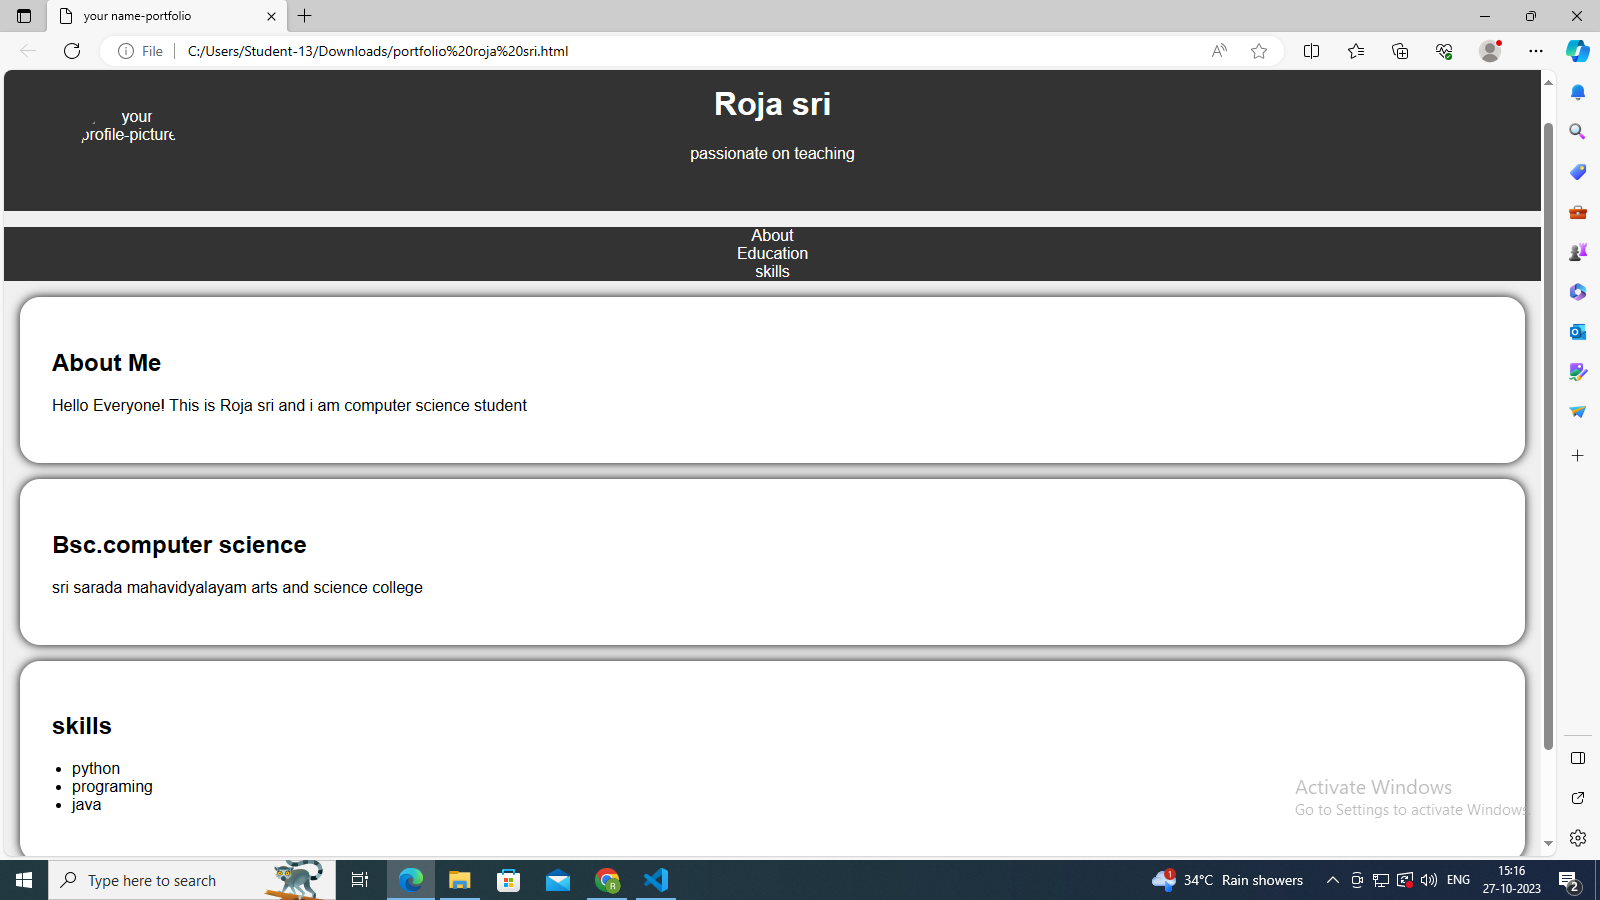 your name-portfolio
File
C:/Users/Student-13/Downloads/portfolio%20roja%20sri.html
your
profile-picture
Roja sri
passionate on teaching
About
Education
skills
About Me
Hello Everyone! This is Roja sri and i am computer science student
Bsc.computer science
sri sarada mahavidyalayam arts and science college
skills
python
programing
java
Activate Windows
Go to Settings to activate Windows.
Type here to search
R
1
34°C Rain showers
ENG
15:16
27-10-2023
2